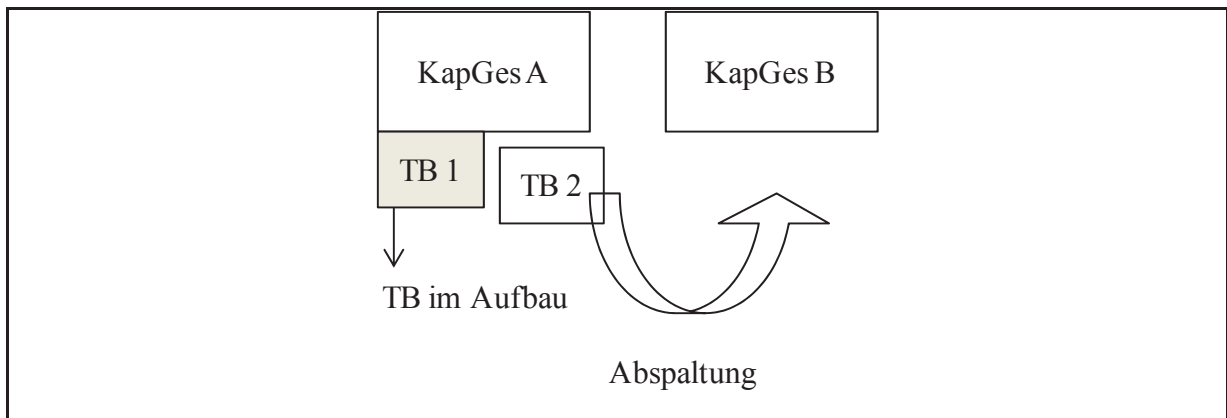 KapGes A
KapGes B
TB 1
TB 2
TB im Aufbau
Abspaltung